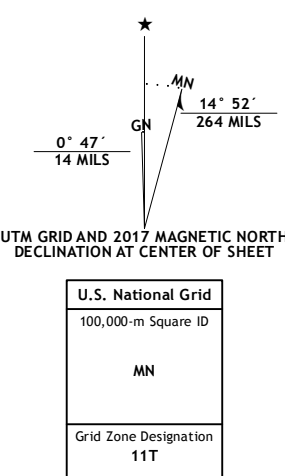 ★
MN
14° 52´
264 MILS
GN
0° 47´
14 MILS
UTM GRID AND 2017 MAGNETIC NORTH
DECLINATION AT CENTER OF SHEET
U.S. National Grid
100,000-m Square ID
MN
Grid Zone Designation
11T